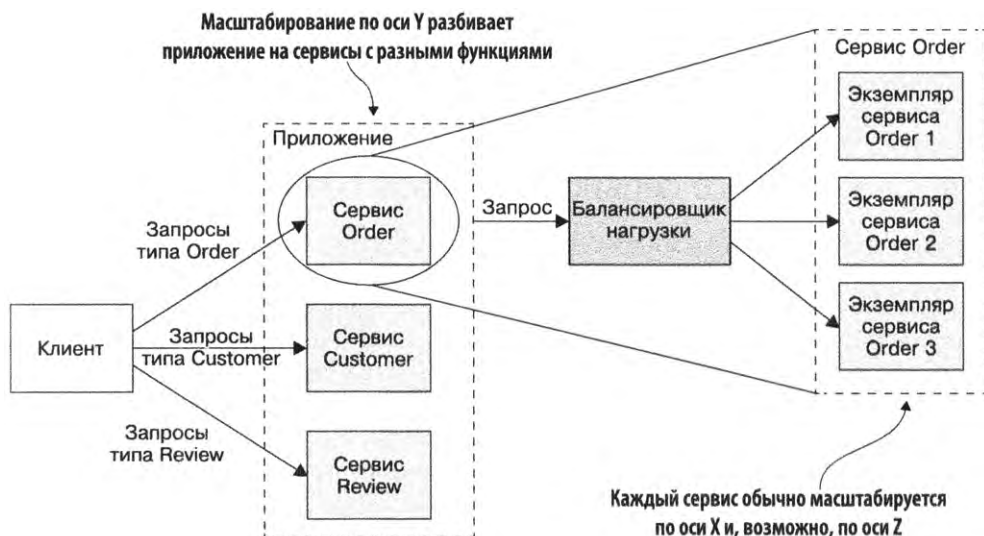 Масштабирование по оси Y разбивает
приложение на сервисы с разными функциями
Приложение
Клиент
Запросы
типа Order
Запросы
типа Customer
Запросы
типа Review
Сервис
Order
Сервис
Customer
Сервис
Review
Запрос
Балансировщик
нагрузки
Сервис Order
Экземпляр
сервиса
Order 1
Экземпляр
сервиса
Order 2
Экземпляр
сервиса
Order 3
Каждый сервис обычно масштабируется
по оси X и, возможно, по оси Z